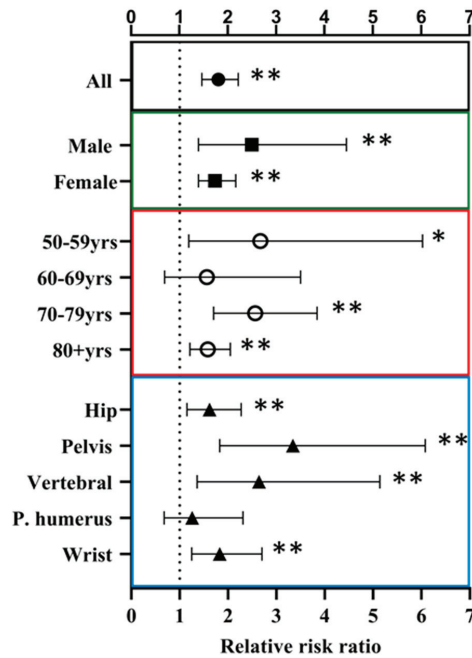 0 1 2 3 4 5 6 7
All **
Male **
Female **
50-59yrs *
60-69yrs
70-79yrs **
80+yrs **
Hip **
Pelvis **
Vertebral **
P. humerus
Wrist **
0 1 2 3 4 5 6 7
Relative risk ratio